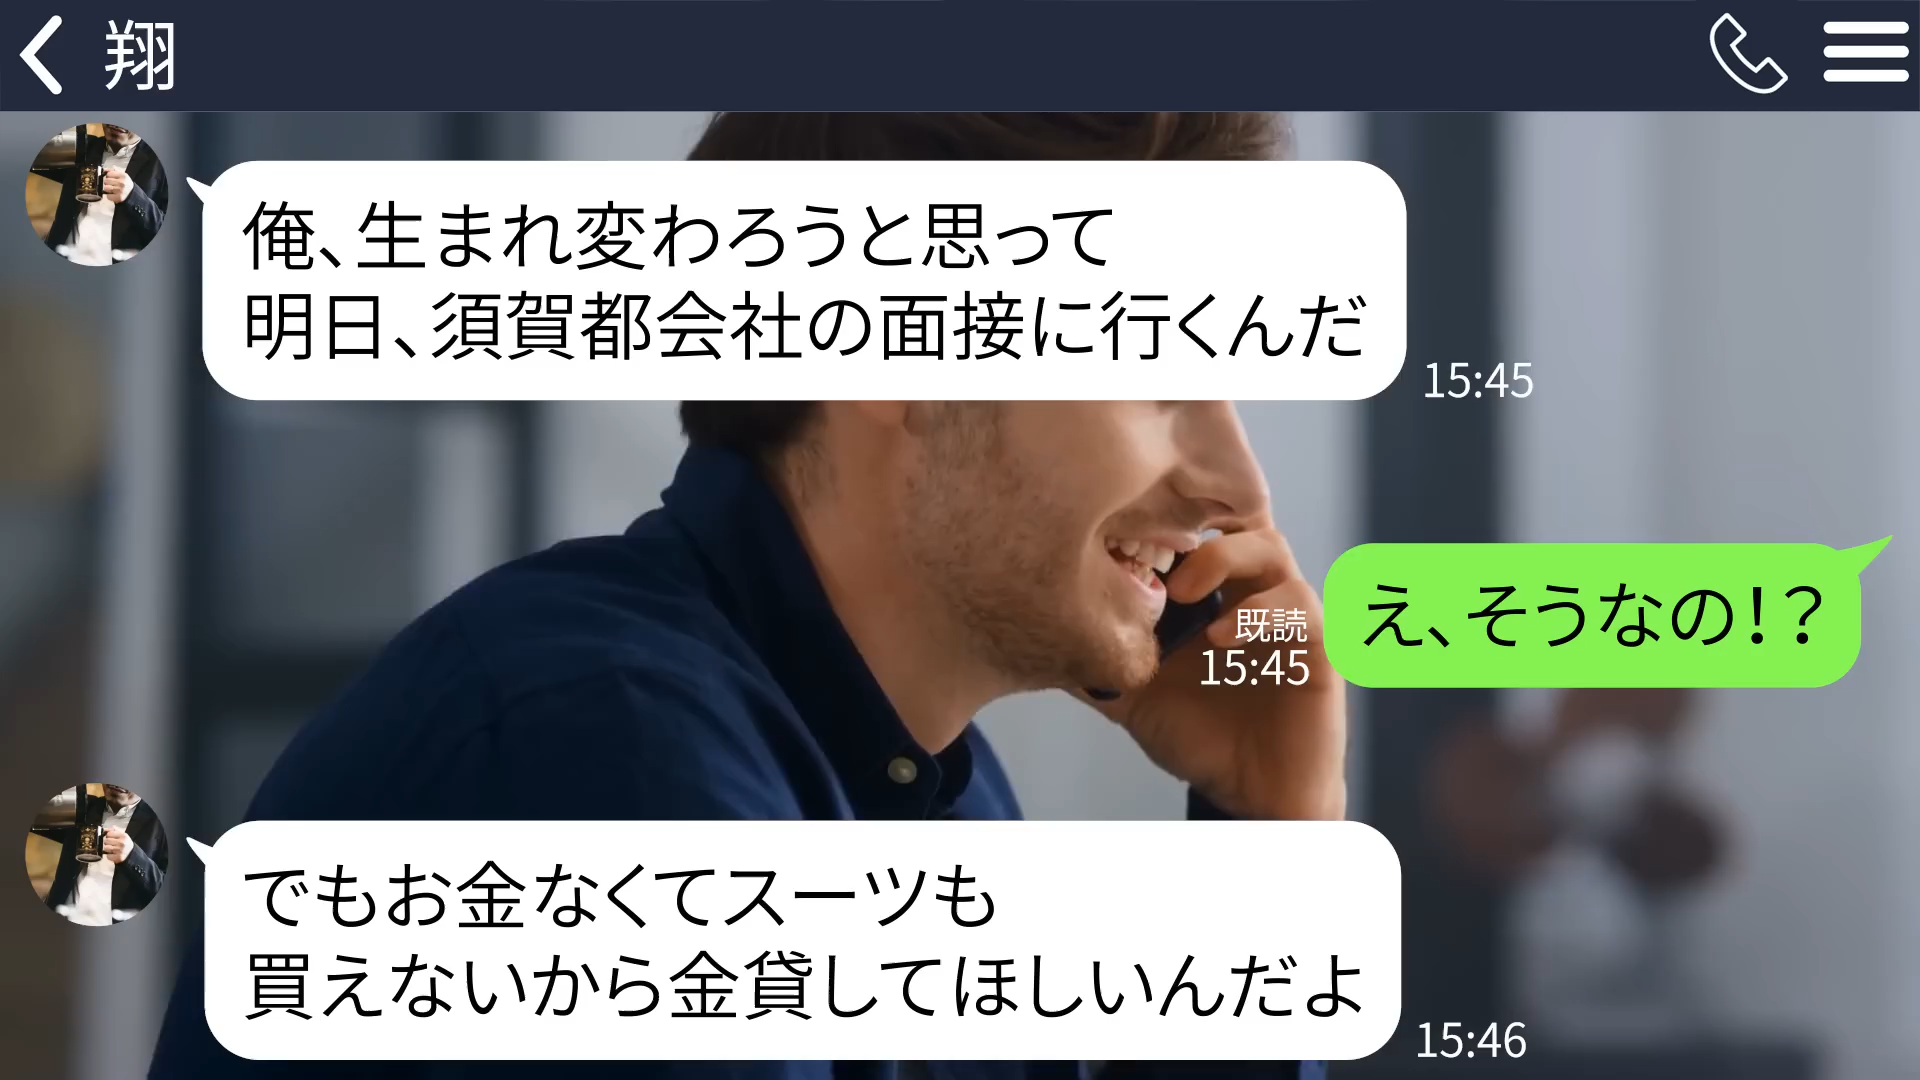 翔
俺、生まれ変わろうと思って
明日、須賀都会社の面接に行くんだ
15:45
え、そうなの！？
既読
15:45
でもお金なくてスーツも
買えないから金貸してほしいんだよ
15:46